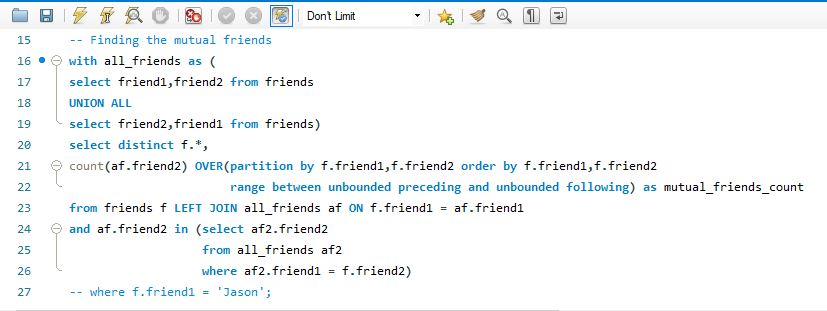 Don't Limit
15 -- Finding the mutual friends
16 with all_friends as (
17 select friend1,friend2 from friends
18 UNION ALL
19 select friend2,friend1 from friends)
20 select distinct f.*,
21 count(af.friend2) OVER(partition by f.friend1,f.friend2 order by f.friend1,f.friend2
22 range between unbounded preceding and unbounded following) as mutual_friends_count
23 from friends f LEFT JOIN all_friends af ON f.friend1 = af.friend1
24 and af.friend2 in (select af2.friend2
25 from all_friends af2
26 where af2.friend1 = f.friend2)
27 -- where f.friend1 = 'Jason';